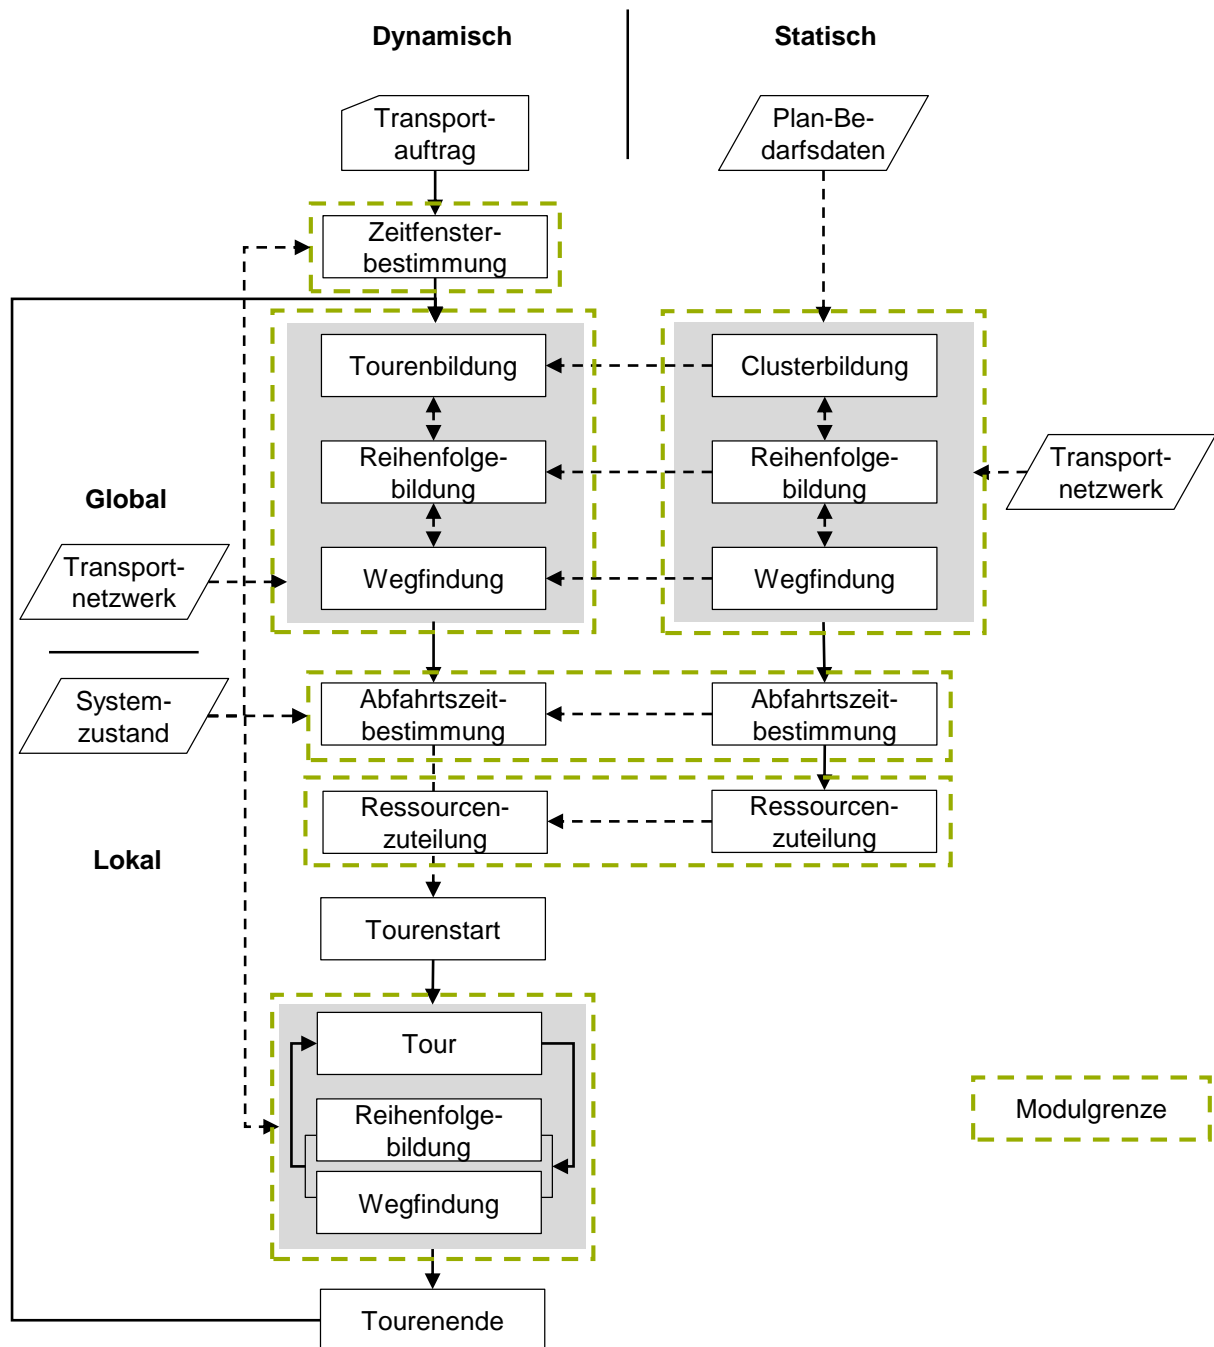 Dynamisch
Statisch
Transport-
auftrag
Plan-Be-
darfsdaten
Zeitfenster-
bestimmung
Tourenbildung
Clusterbildung
Reihenfolge-
bildung
Reihenfolge-
bildung
Transport-
netzwerk
Global
Transport-
netzwerk
Wegfindung
Wegfindung
System-
zustand
Abfahrtszeit-
bestimmung
Abfahrtszeit-
bestimmung
Ressourcen-
zuteilung
Ressourcen-
zuteilung
Lokal
Tourenstart
Tour
Reihenfolge-
bildung
Wegfindung
Modulgrenze
Tourenende